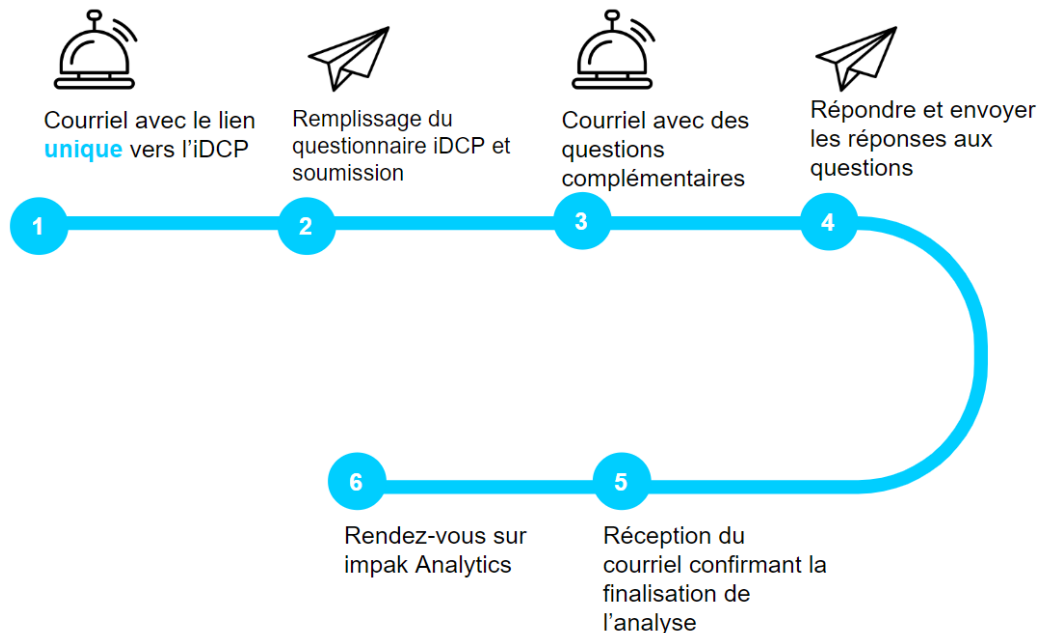 Courriel avec le lien
unique vers l'iDCP
Remplissage du
questionnaire iDCP et
soumission
Courriel avec des
questions
complémentaires
Répondre et envoyer
les réponses aux
questions
1
2
3
4
6
5
Rendez-vous sur
impak Analytics
Réception du
courriel confirmant la
finalisation de
l'analyse